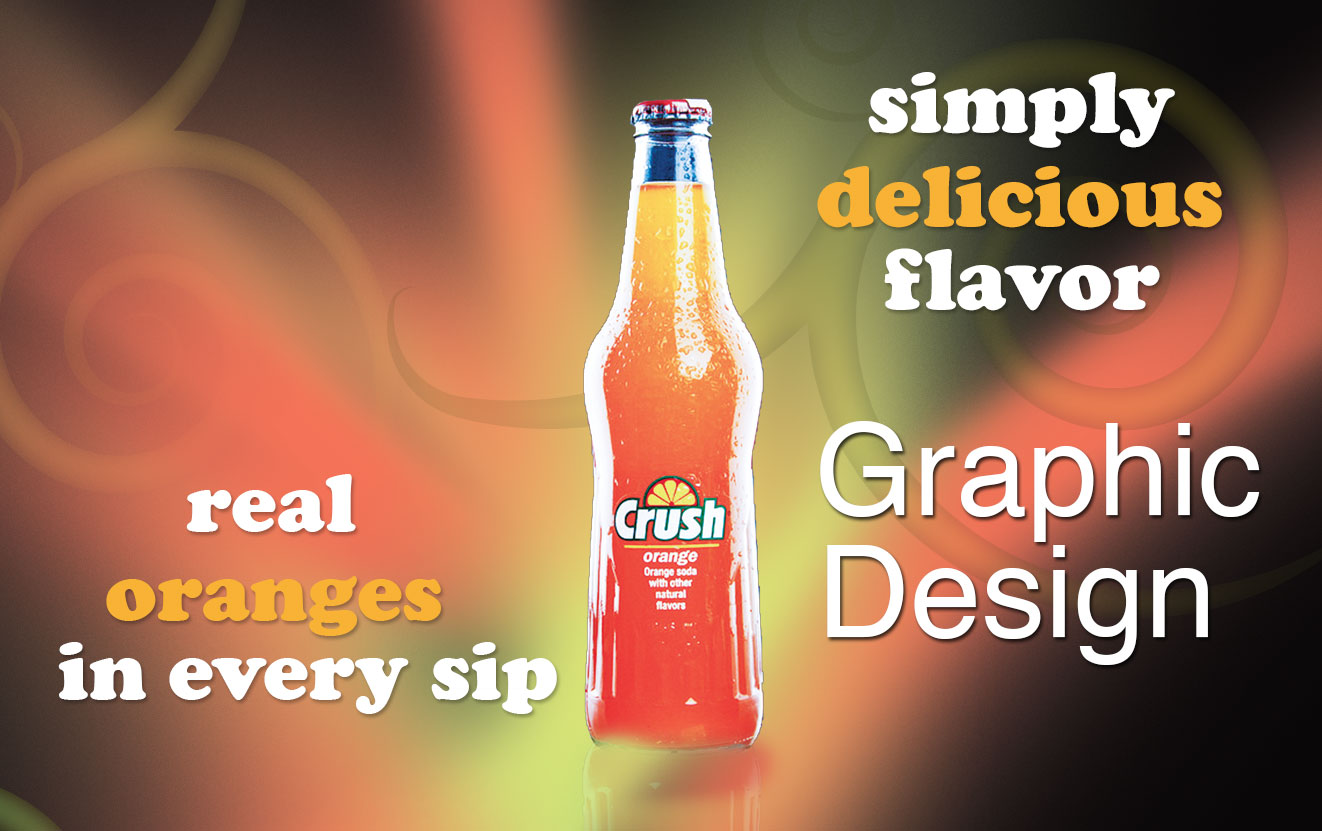 simply
delicious
flavor
Graphic
Design
real
oranges
in every sip
Crush
orange
Orange soda
with other
natural
flavors